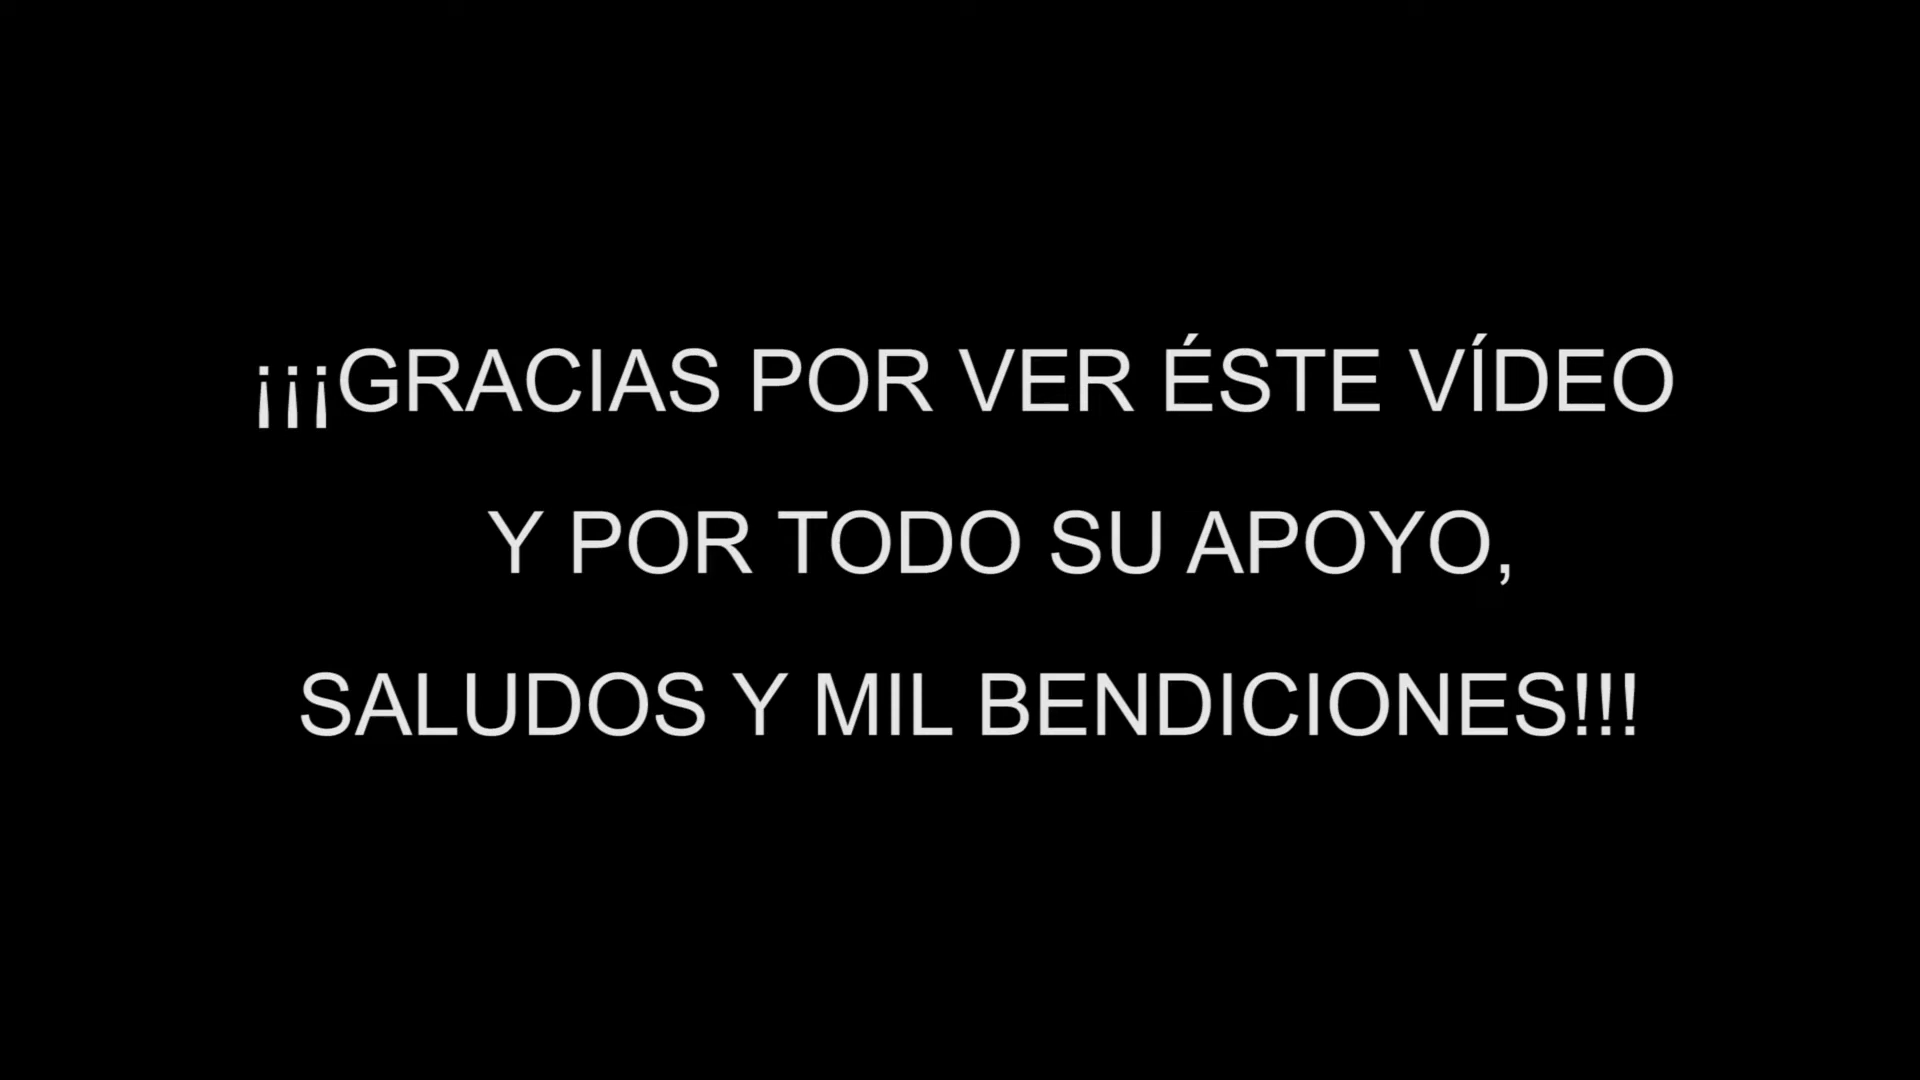 ¡¡¡GRACIAS POR VER ÉSTE VÍDEO
Y POR TODO SU APOYO,
SALUDOS Y MIL BENDICIONES!!!